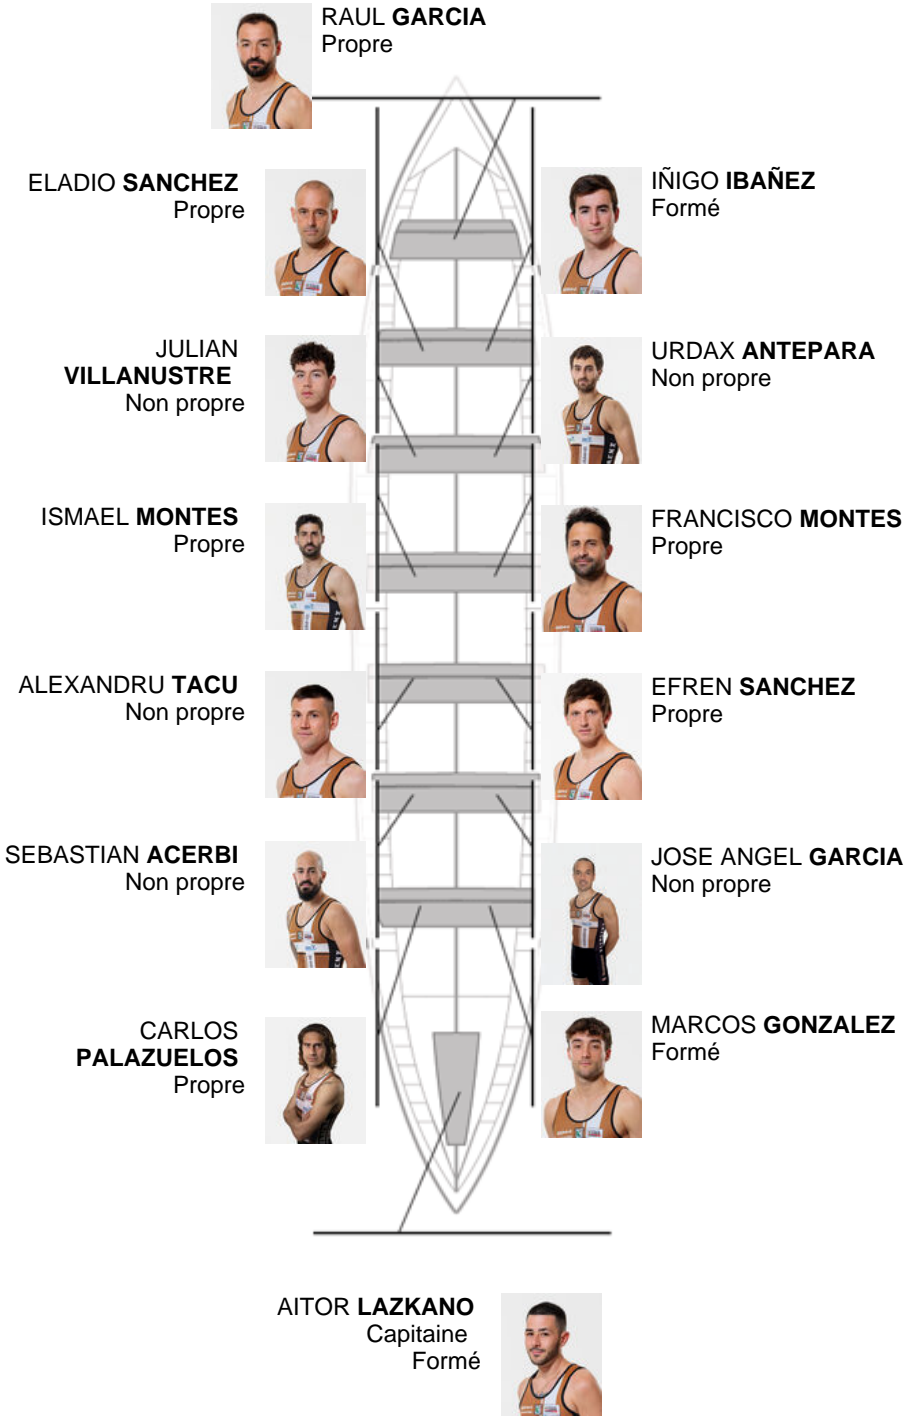 RAUL GARCIA
Propre
ELADIO SANCHEZ
Propre
IÑIGO IBAÑEZ
Formé
JULIAN
VILLANUSTRE
Non propre
URDAX ANTEPARA
Non propre
ISMAEL MONTES
Propre
FRANCISCO MONTES
Propre
ALEXANDRU TACU
Non propre
EFREN SANCHEZ
Propre
SEBASTIAN ACERBI
Non propre
JOSE ANGEL GARCIA
Non propre
CARLOS
PALAZUELOS
Propre
MARCOS GONZALEZ
Formé
AITOR LAZKANO
Capitaine
Formé